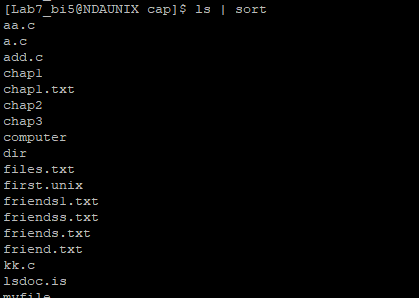 [Lab7_bi5@NDAUNIX cap]$ ls | sort
aa.c
a.c
add.c
chap1
chap1.txt
chap2
chap3
computer
dir
files.txt
first.unix
friends1.txt
friendss.txt
friends.txt
friend.txt
kk.c
lsdoc.is
myfile